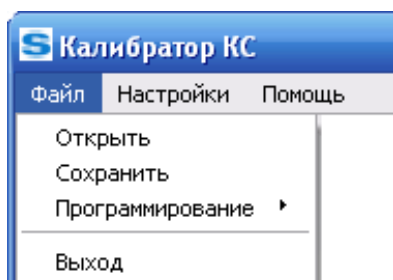 S Калибратор КС
Файл Настройки Помощь
Открыть
Сохранить
Программирование
Выход